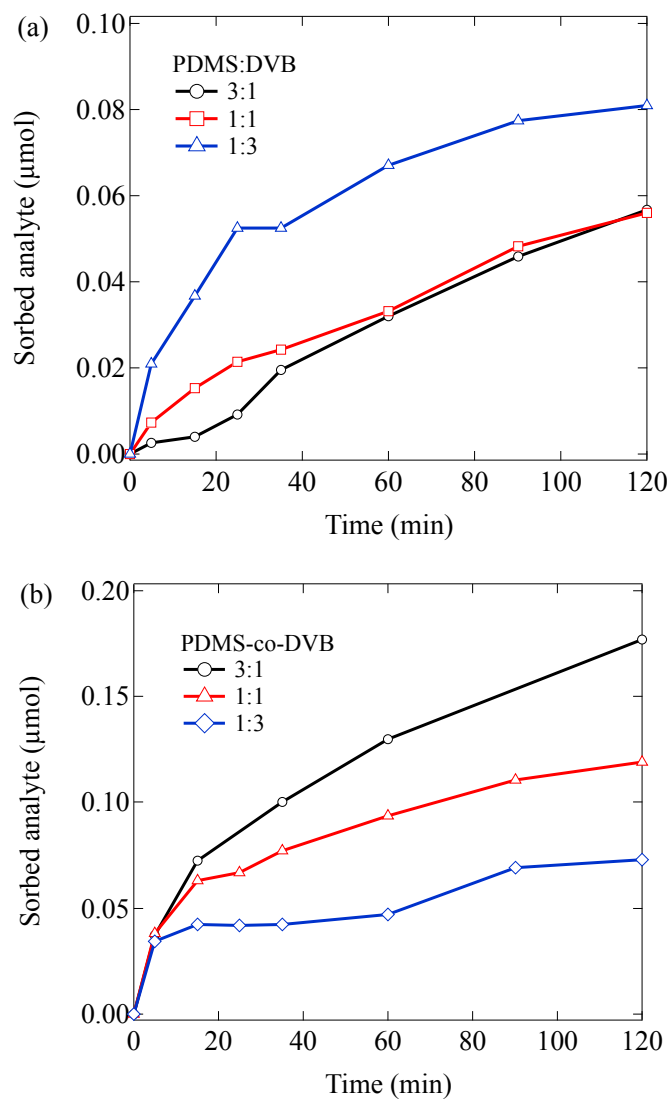 (a)
0.10
0.08
0.06
0.04
0.02
0.00
Sorbed analyte (µmol)
PDMS:DVB
3:1
1:1
1:3
0 20 40 60 80 100 120
Time (min)
(b)
0.20
0.15
0.10
0.05
0.00
Sorbed analyte (µmol)
PDMS-co-DVB
3:1
1:1
1:3
0 20 40 60 80 100 120
Time (min)